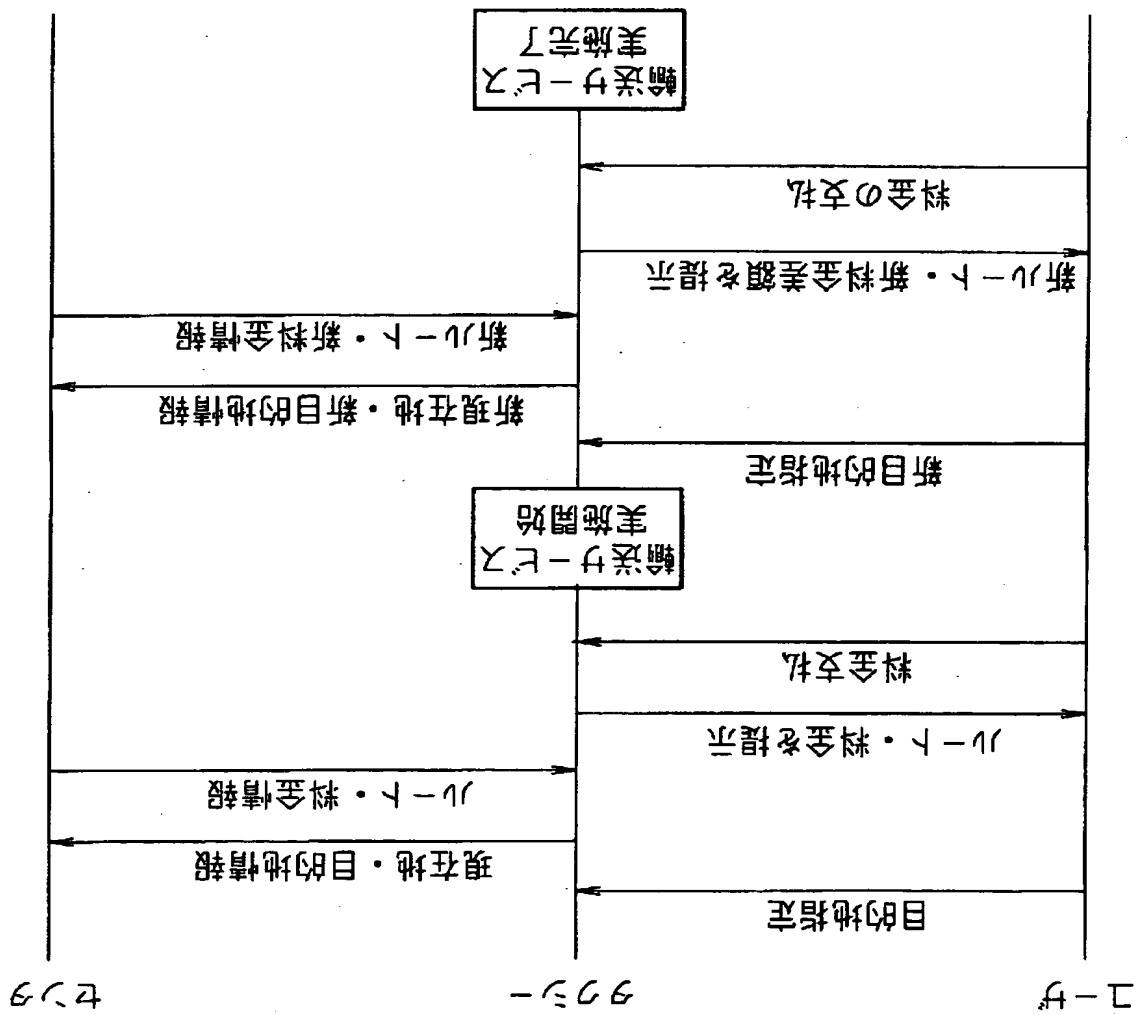 ユーザ
タクシー
センタ
目的地指定
現在地・目的地情報
ルート・料金情報
ルート・料金を提示
料金支払
輸送サービス
実施開始
新目的地指定
新現在地・新目的地情報
新ルート・新料金情報
新ルート・新料金差額を提示
料金の支払
輸送サービス
実施完了